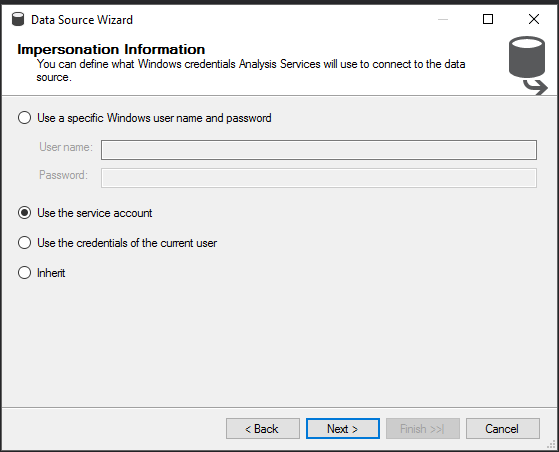 Data Source Wizard
Impersonation Information
You can define what Windows credentials Analysis Services will use to connect to the data
source.
Use a specific Windows user name and password
User name:
Password:
Use the service account
Use the credentials of the current user
Inherit
< Back
Next >
Finish >>|
Cancel